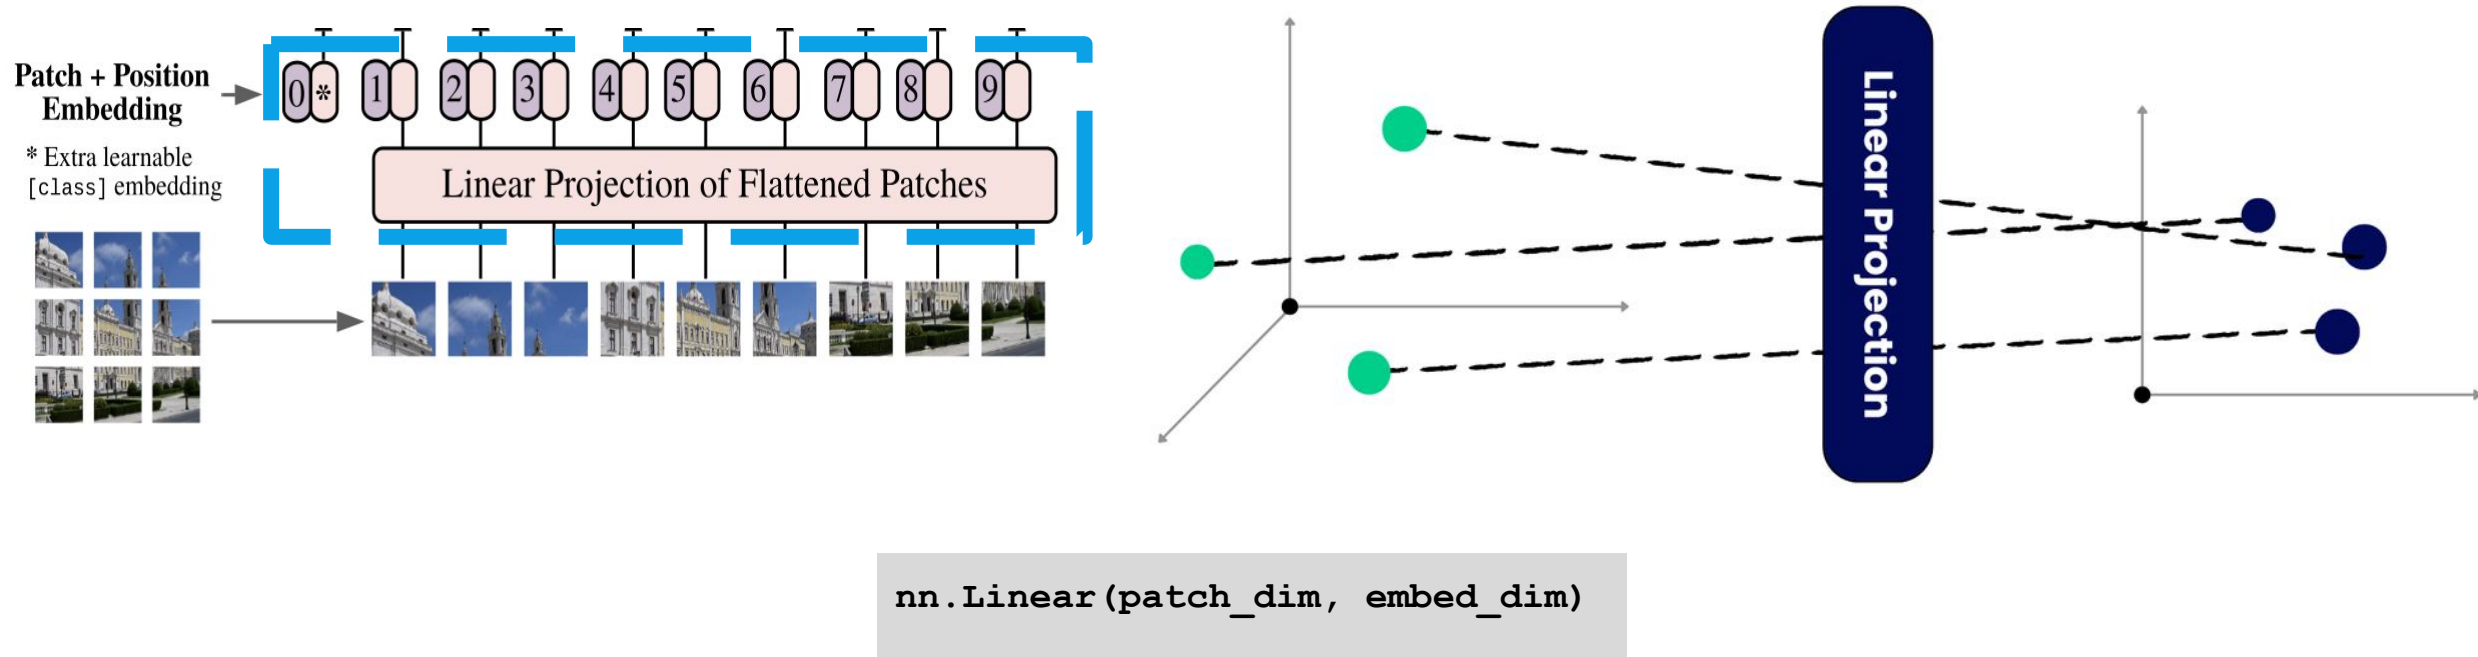 Patch + Position
Embedding
* Extra learnable
[class] embedding
0 * 1 2 3 4 5 6 7 8 9
Linear Projection of Flattened Patches
Linear Projection
nn.Linear(patch_dim, embed_dim)